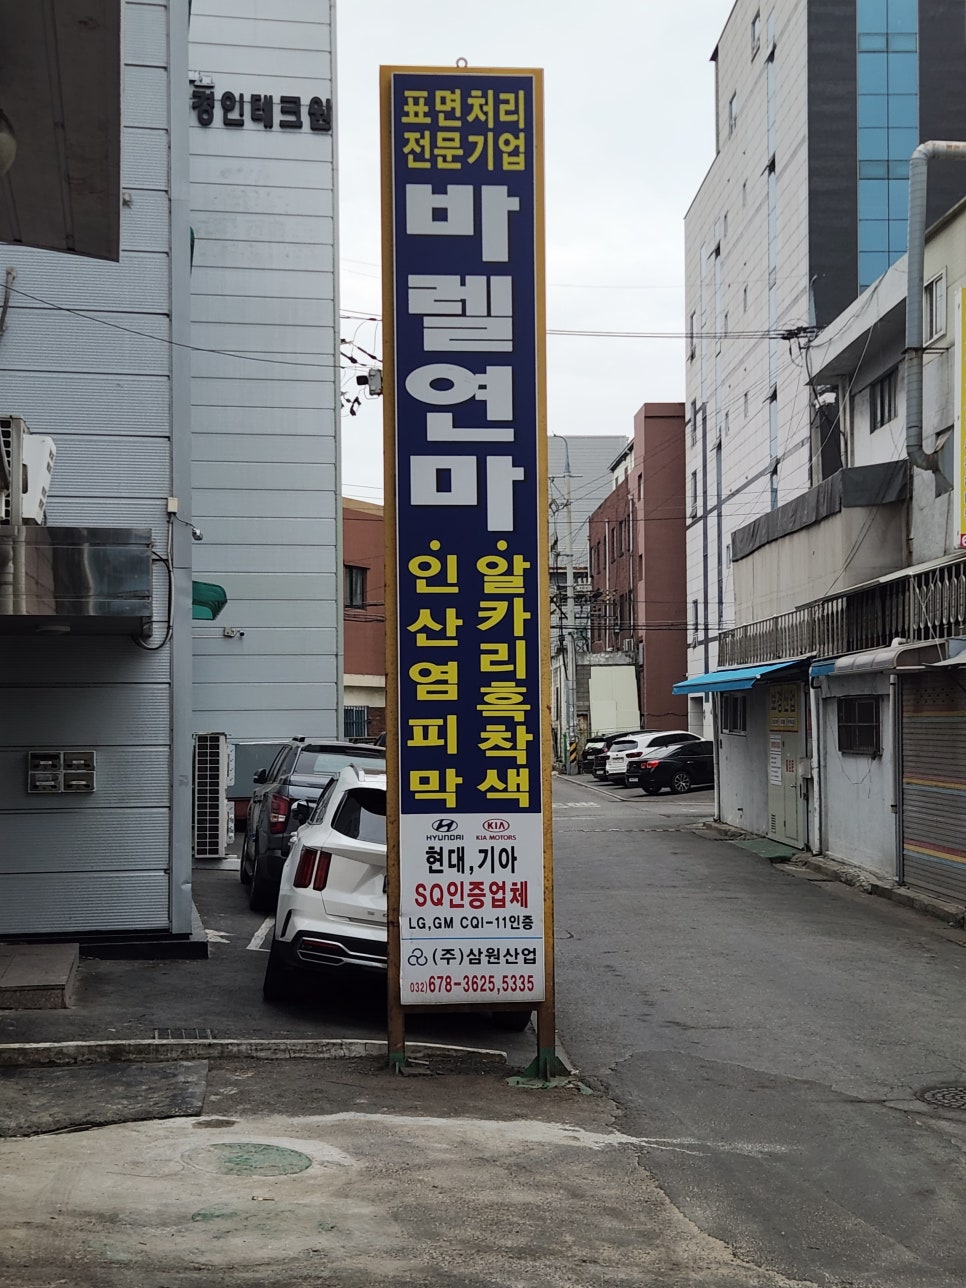 경인테크원
표면처리
전문기업
바렐연마
·인산염피막
·알카리흑착색
HYUNDAI KIA
KIA MOTORS
현대,기아
SQ인증업체
LG,GM CQI-11인증
(주)삼원산업
032)678-3625,5335